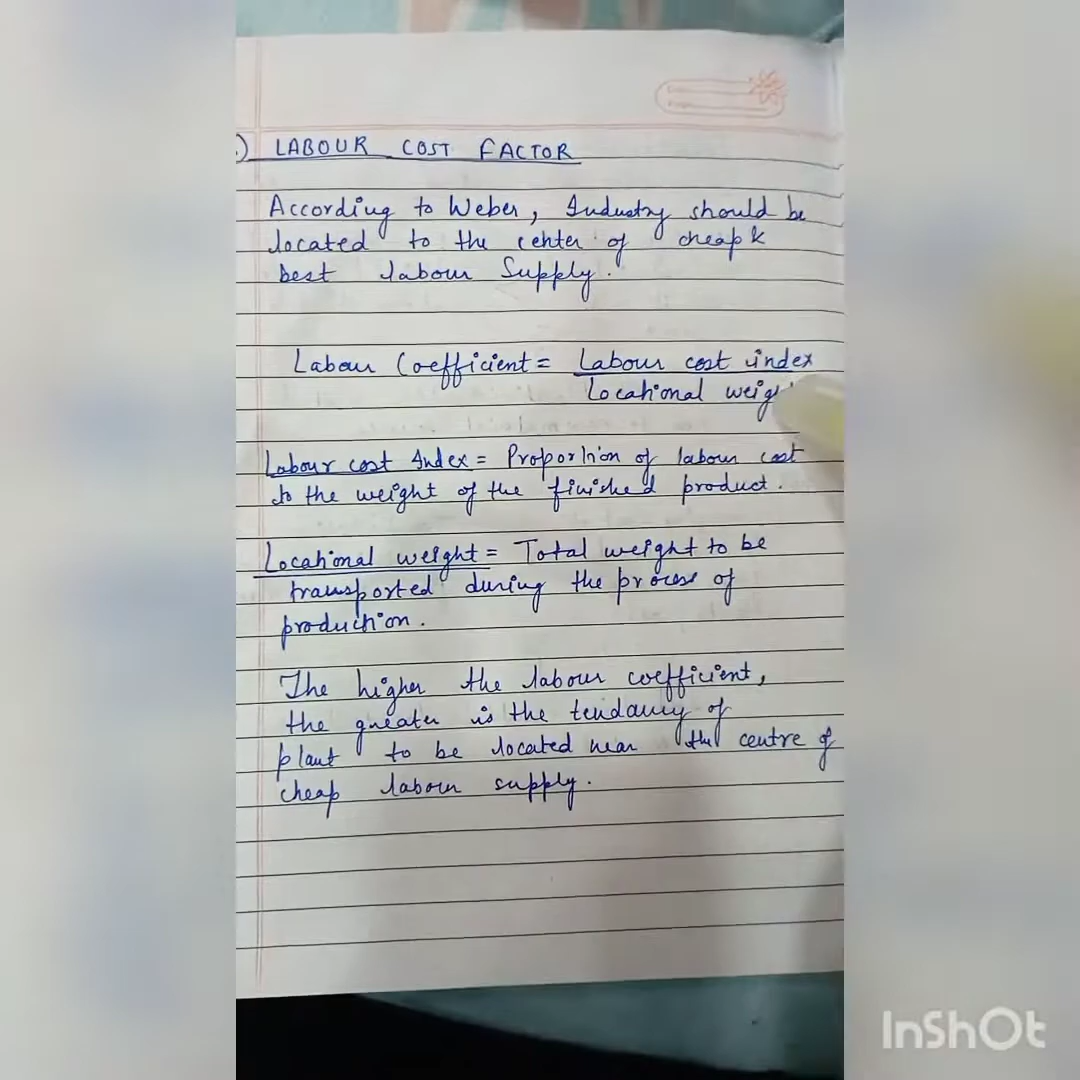 .) LABOUR COST FACTOR
According to Weber, Industry should be
located to the center of cheap &
best labour Supply.
Labour Coefficient = Labour cost index
Locational weigh
Labour cost Index = Proportion of labour cost
to the weight of the finished product.
Locational weight = Total weight to be
transported during the process of
production.
The higher the labour coefficient,
the greater is the tendancy of
plant to be located near the centre of
cheap labour supply.
InShOt